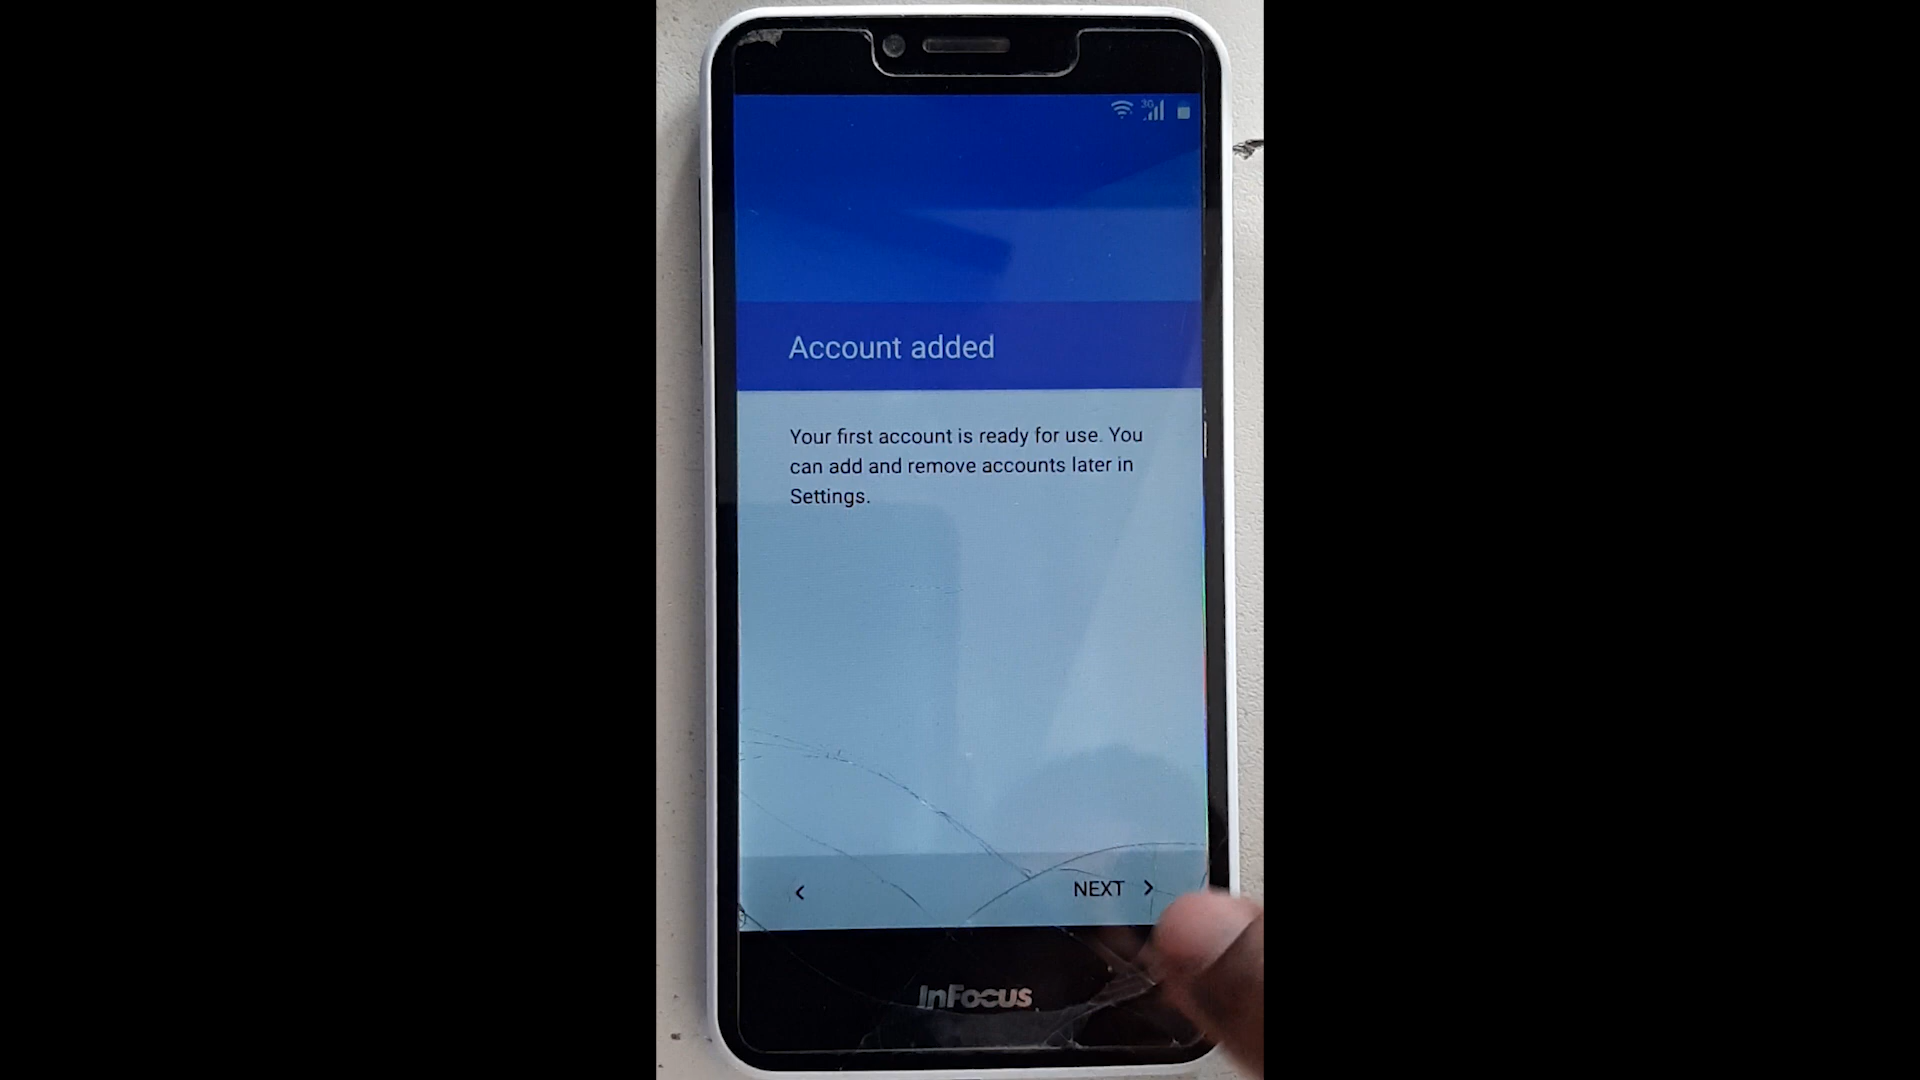 3G
Account added
Your first account is ready for use. You
can add and remove accounts later in
Settings.
NEXT
InFocus